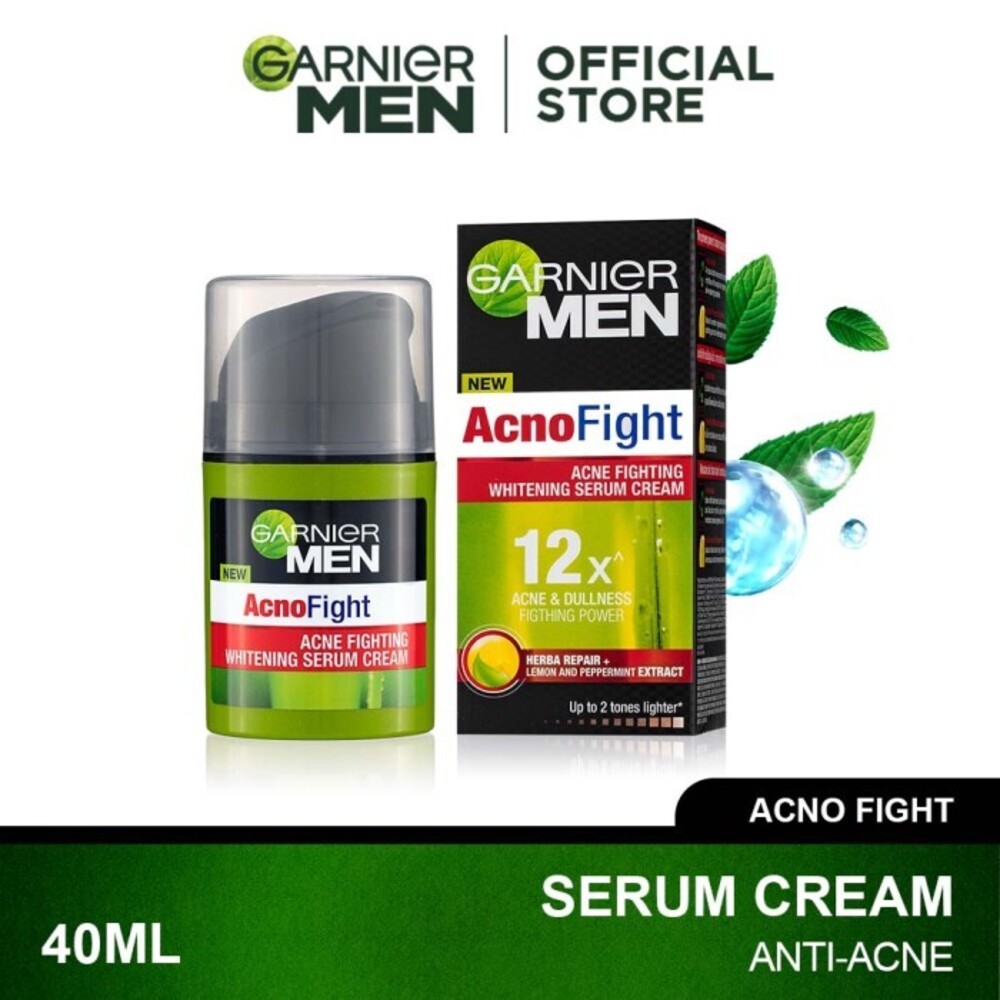 GARNIER
MEN
OFFICIAL
STORE
GARNIER
MEN
NEW
AcnoFight
ACNE FIGHTING
WHITENING SERUM CREAM
12x^
ACNE & DULLNESS
FIGTHING POWER
HERBA REPAIR +
LEMON AND PEPPERMINT EXTRACT
Up to 2 tones lighter*
GARNIER
MEN
NEW
AcnoFight
ACNE FIGHTING
WHITENING SERUM CREAM
ACNO FIGHT
SERUM CREAM
ANTI-ACNE
40ML